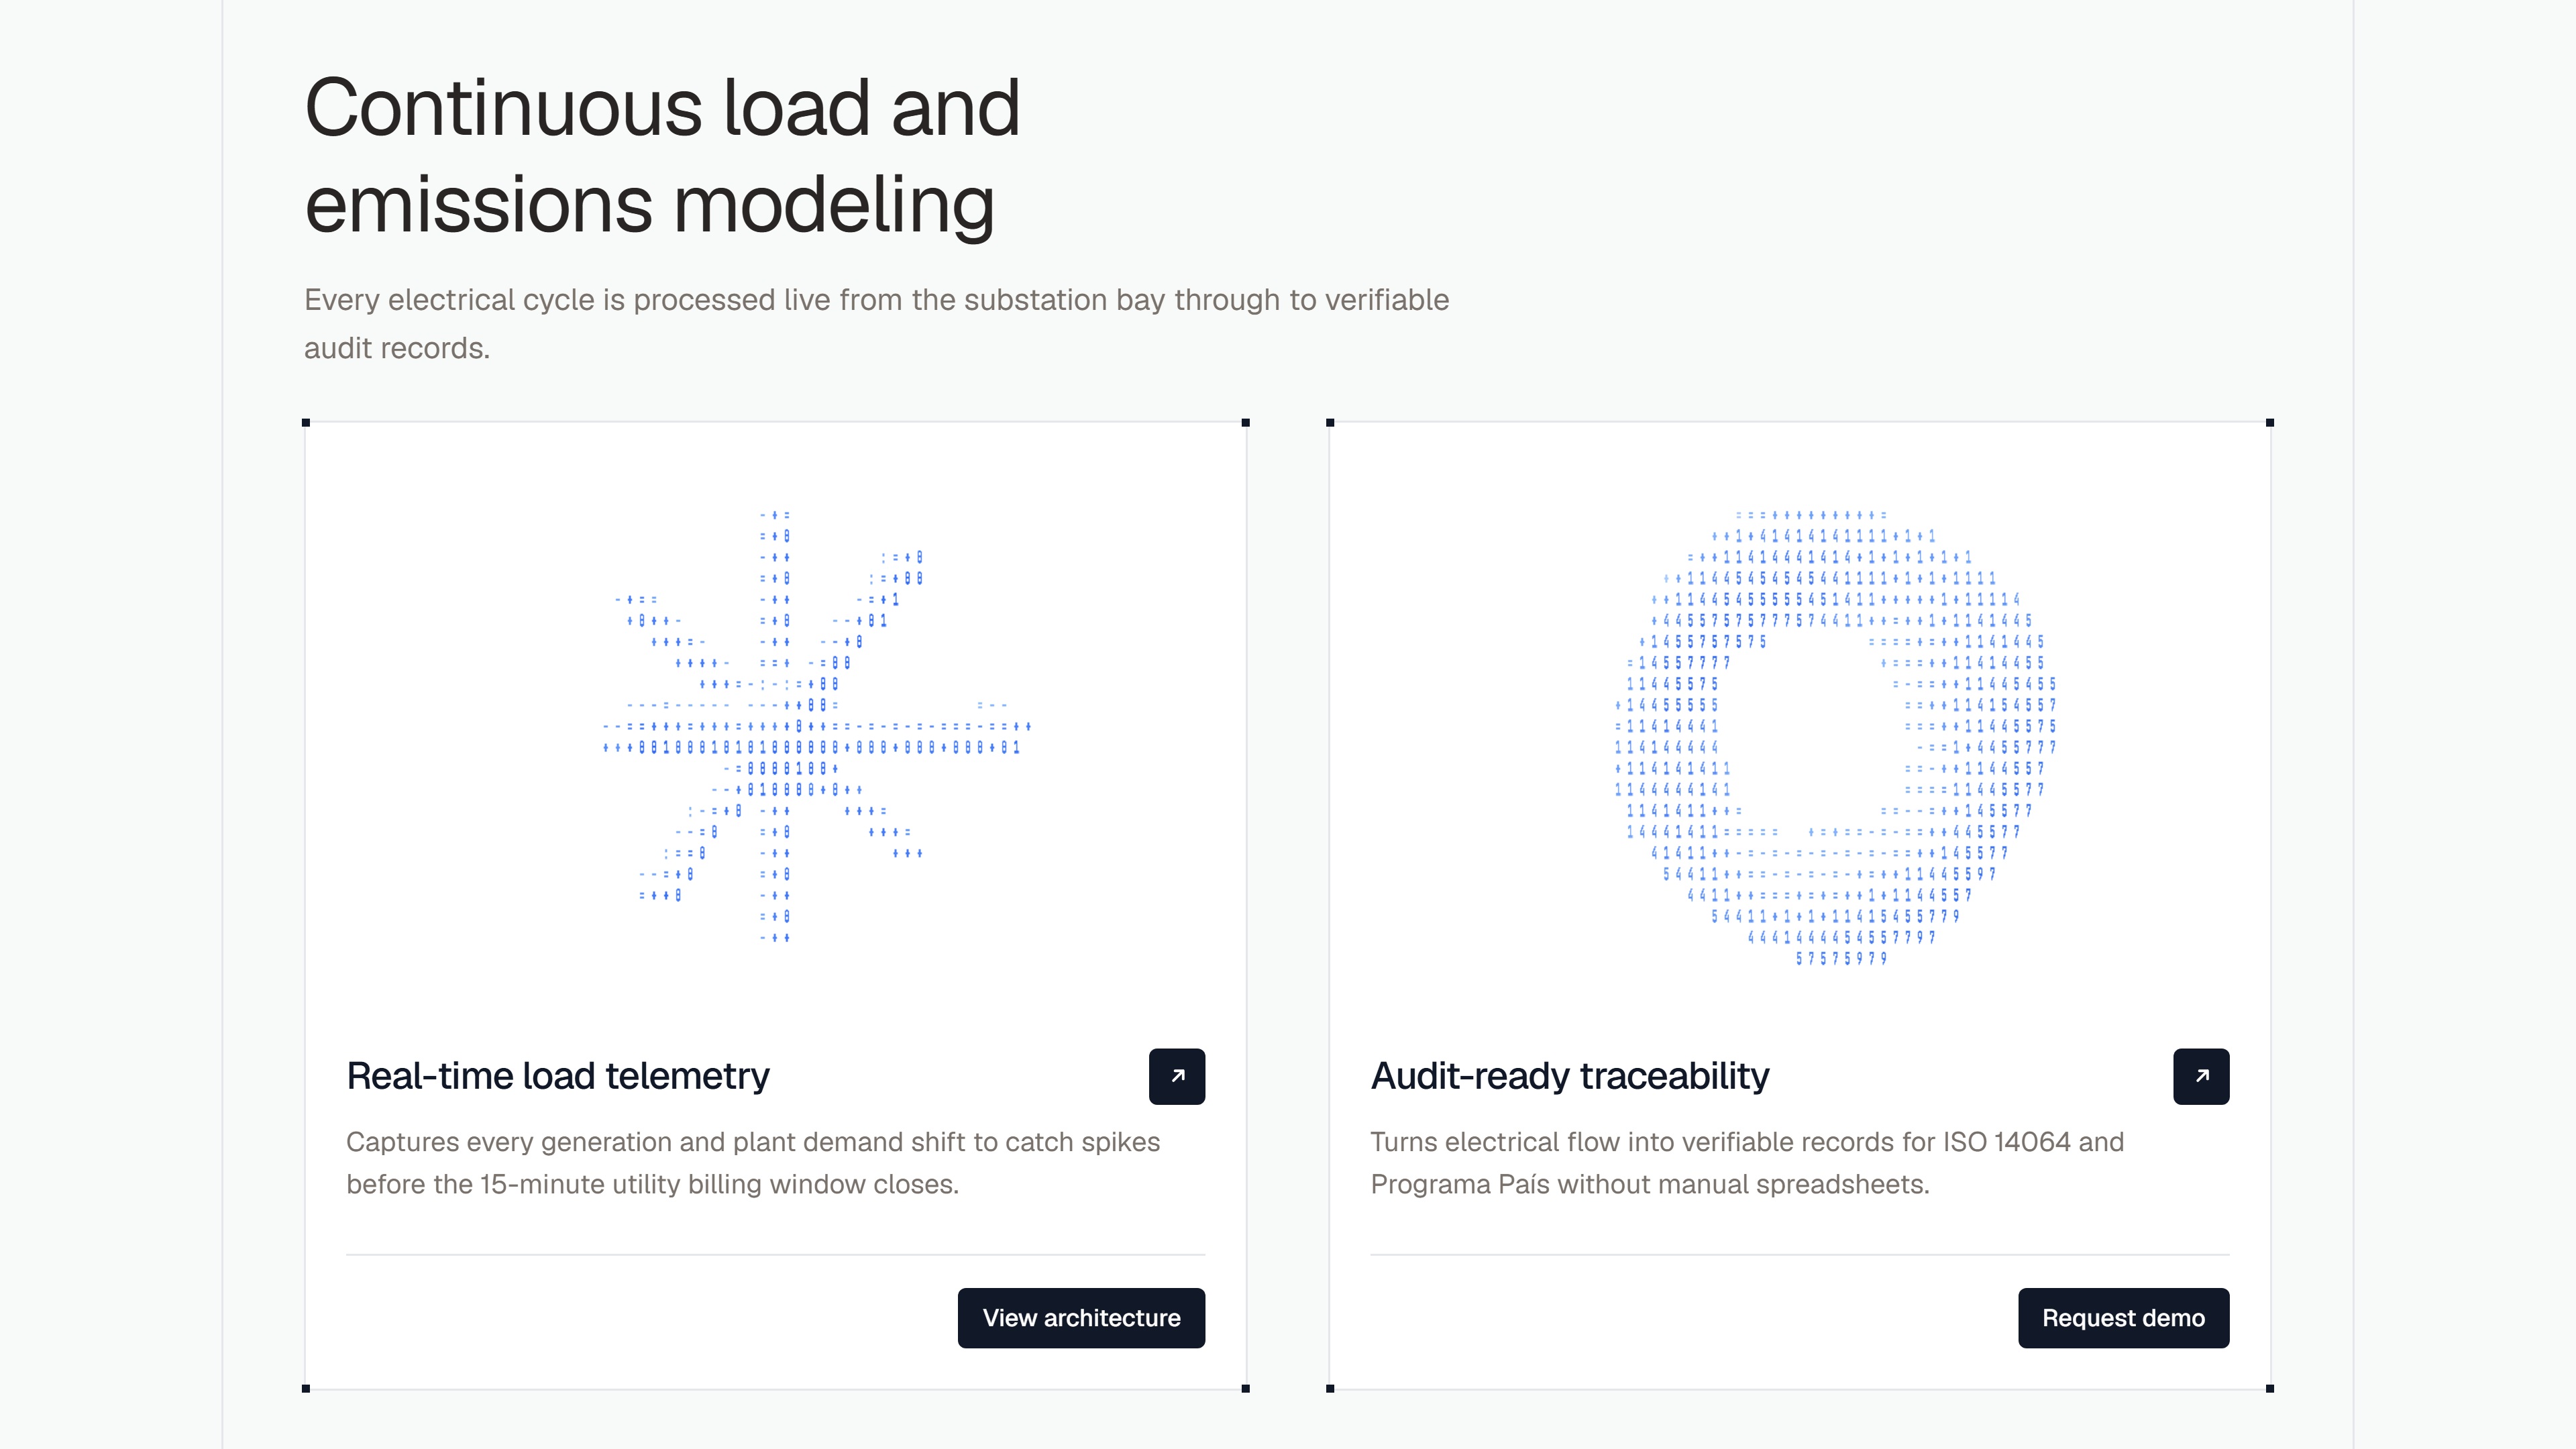 Continuous load and
emissions modeling
Every electrical cycle is processed live from the substation bay through to verifiable
audit records.
Real-time load telemetry
Captures every generation and plant demand shift to catch spikes
before the 15-minute utility billing window closes.
View architecture
Audit-ready traceability
Turns electrical flow into verifiable records for ISO 14064 and
Programa País without manual spreadsheets.
Request demo